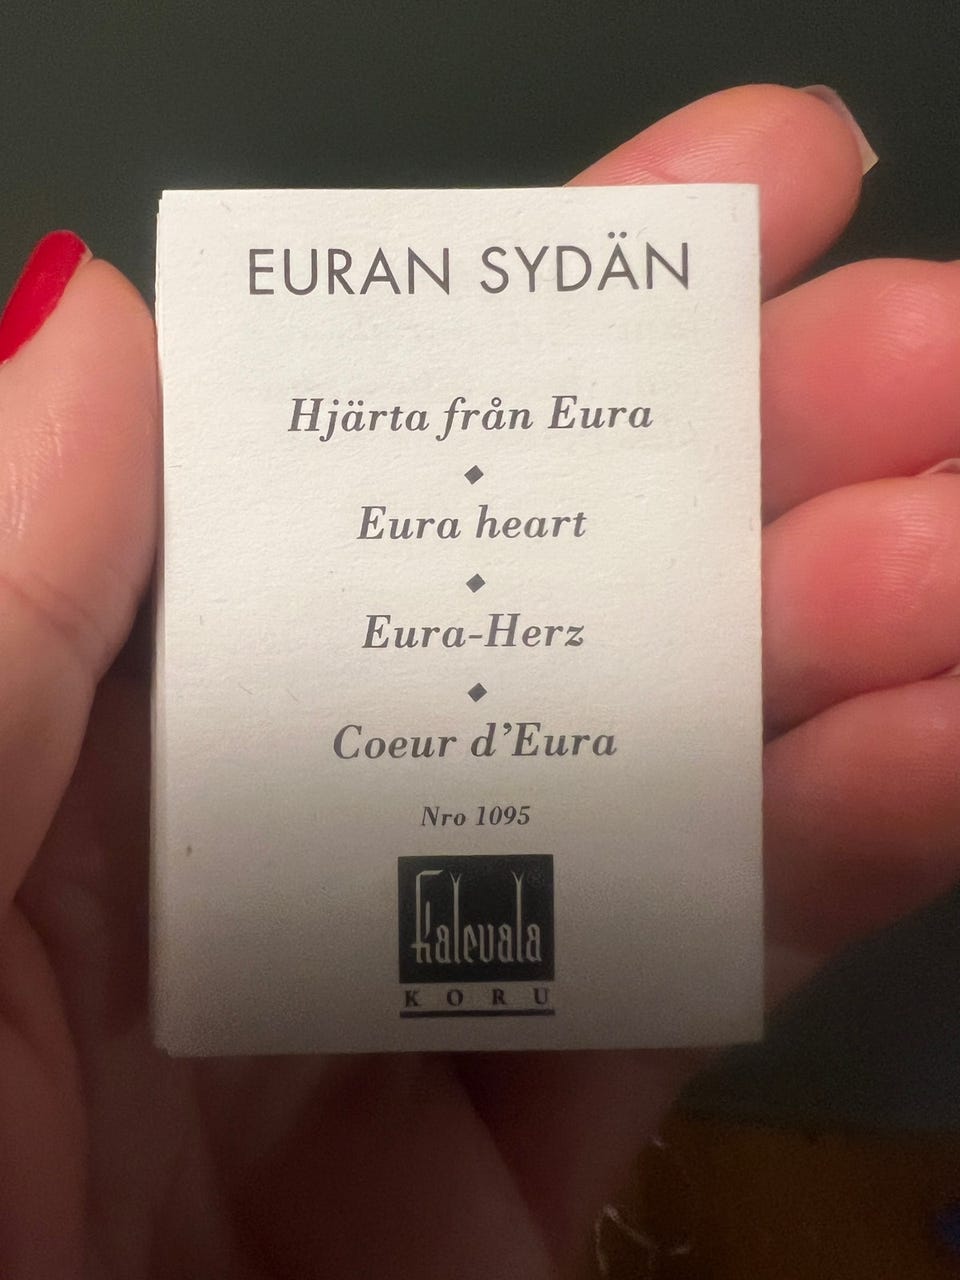 EURAN SYDÄN
Hjärta från Eura
Eura heart
Eura-Herz
Coeur d’Eura
Nro 1095
Kalevala
KORU